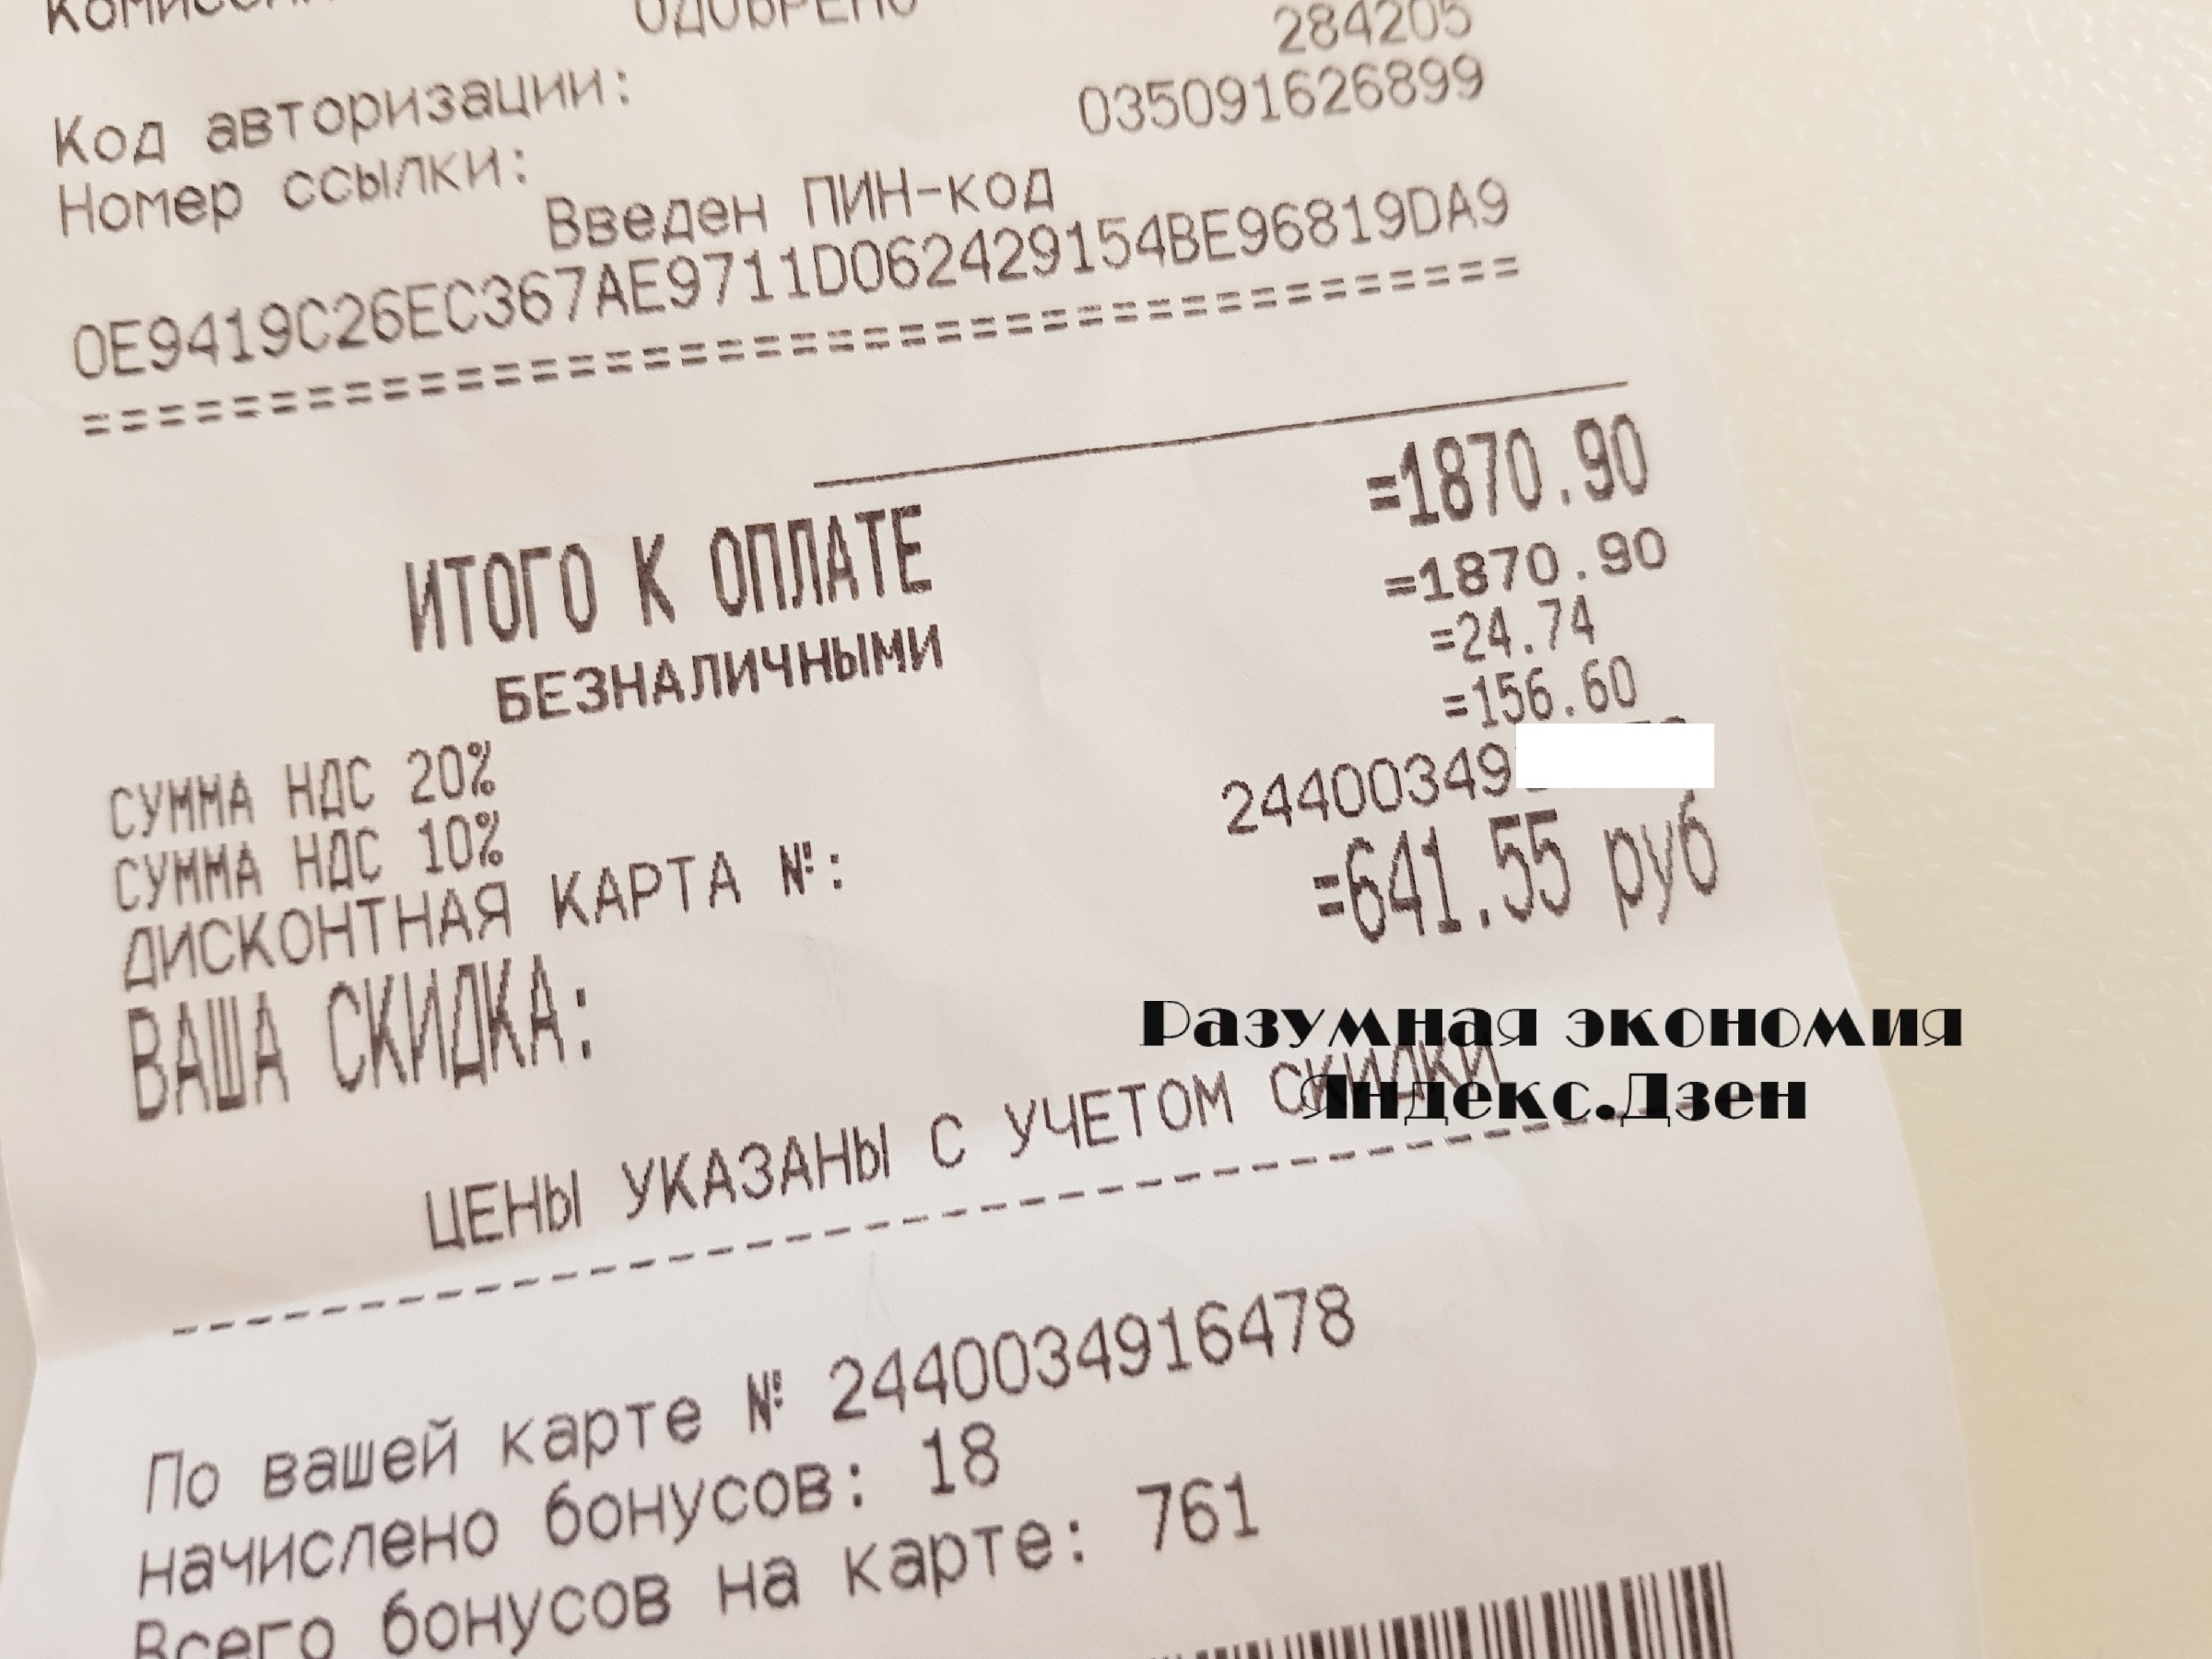 ОДОБРЕНО
284205
Код авторизации:
035091626899
Номер ссылки:
Введен ПИН-код
0E9419C26EC367AE9711D062429154BE96819DA9
========================================
ИТОГО К ОПЛАТЕ =1870.90
БЕЗНАЛИЧНЫМИ =1870.90
СУММА НДС 20% =24.74
СУММА НДС 10% =156.60
ДИСКОНТНАЯ КАРТА №: 24400349
ВАША СКИДКА: =641.55 руб
Разумная экономия
Яндекс.Дзен
ЦЕНЫ УКАЗАНЫ С УЧЕТОМ СКИДКИ
По вашей карте № 2440034916478
начислено бонусов: 18
Всего бонусов на карте: 761